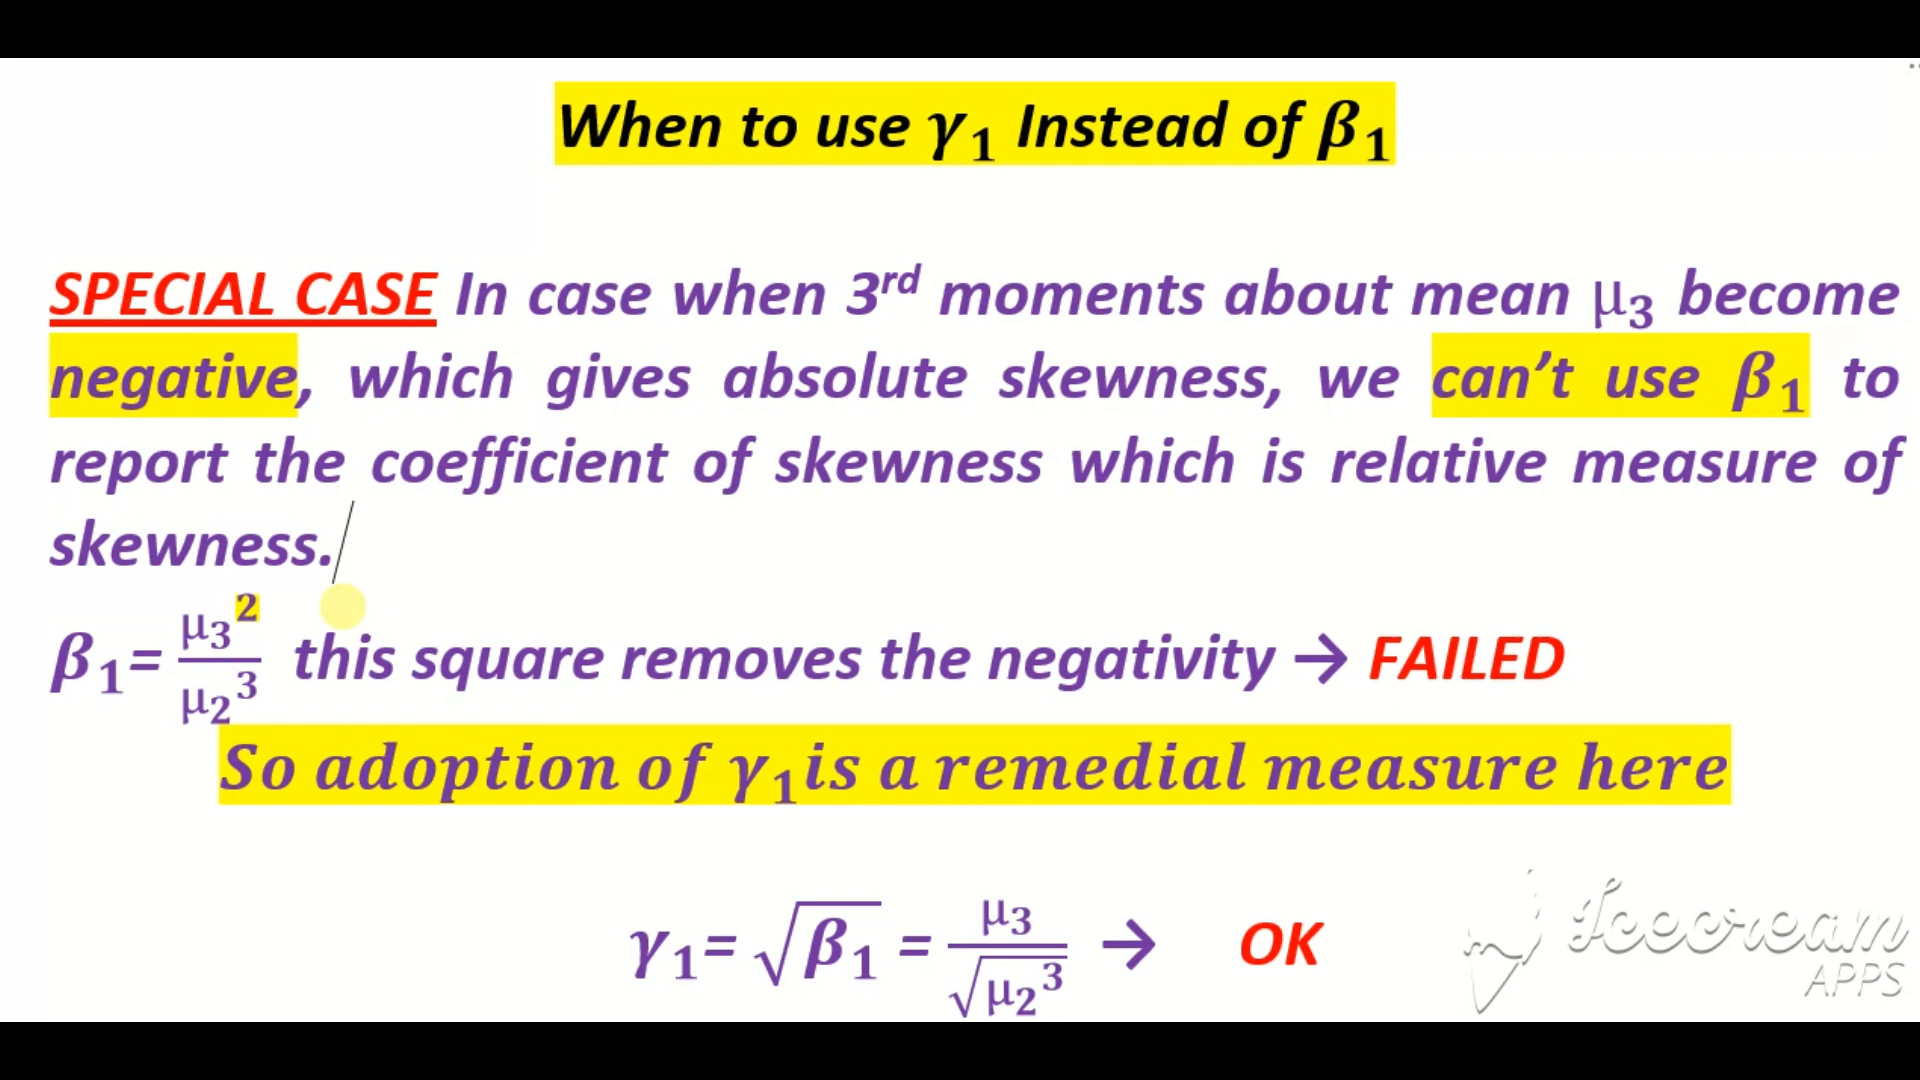 When to use γ₁ Instead of β₁
SPECIAL CASE In case when 3ʳᵈ moments about mean μ₃ become
negative, which gives absolute skewness, we can’t use β₁ to
report the coefficient of skewness which is relative measure of
skewness.
β₁= μ₃²/μ₂³ this square removes the negativity → FAILED
So adoption of γ₁ is a remedial measure here
γ₁= √β₁ = μ₃/√μ₂³ → OK
Icecream
APPS